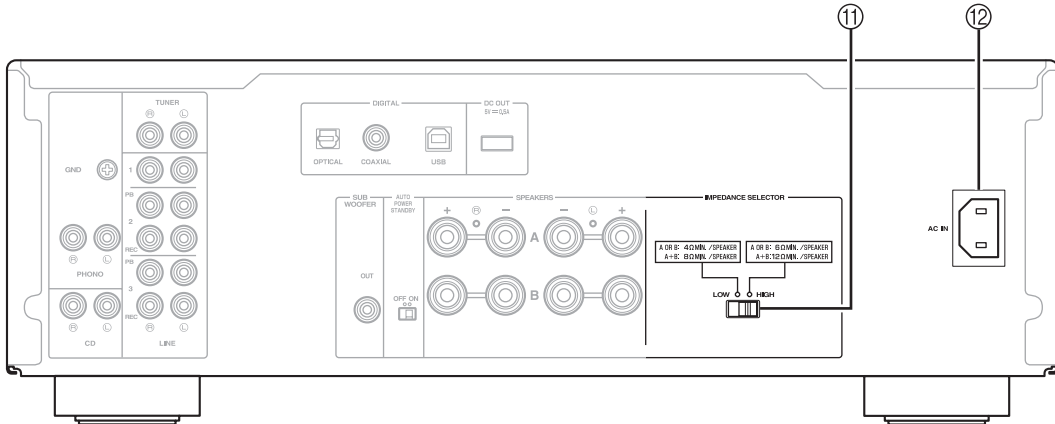 ⑪ ⑫
TUNER
Ⓡ Ⓛ
GND
1
PB
2
REC
Ⓡ Ⓛ
PHONO
PB
3
REC
Ⓡ Ⓛ Ⓡ Ⓛ
CD LINE
DIGITAL
OPTICAL COAXIAL USB
DC OUT
5V ⎓ 0,5A
SUB
WOOFER
OUT
AUTO
POWER
STANDBY
OFF ON
SPEAKERS
+ Ⓡ − − Ⓛ +
A
B
IMPEDANCE SELECTOR
A OR B: 4ΩMIN. /SPEAKER
A+B: 8ΩMIN. /SPEAKER
A OR B: 6ΩMIN. /SPEAKER
A+B:12ΩMIN. /SPEAKER
LOW HIGH
AC IN